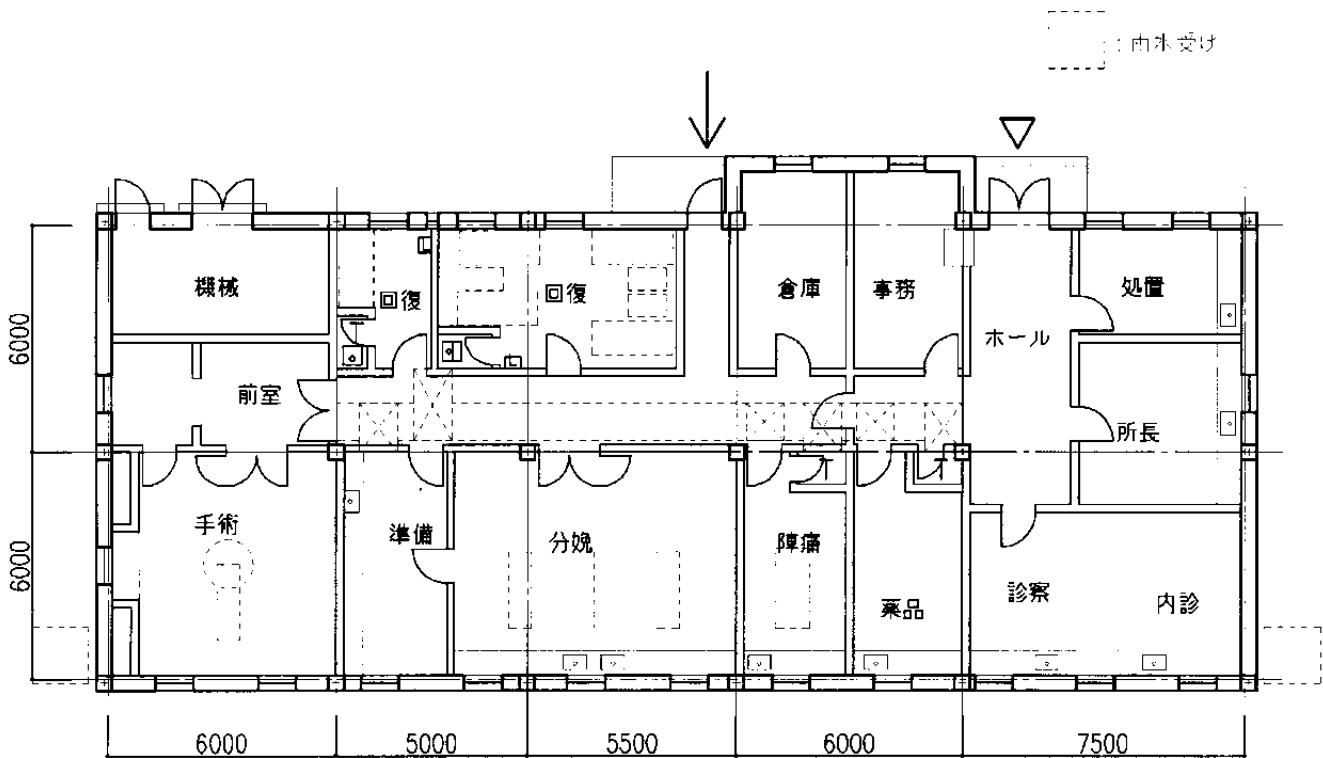 :雨水受け
機械
回復
回復
倉庫
事務
処置
ホール
前室
所長
手術
準備
分娩
陣痛
薬品
診察
内診
6000
6000
6000
5000
5500
6000
7500